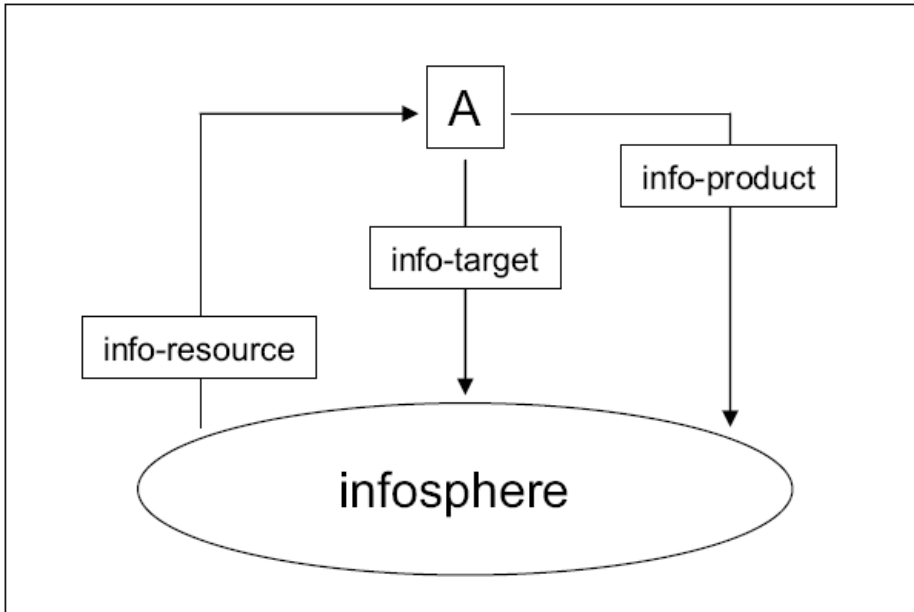 A
info-product
info-target
info-resource
infosphere